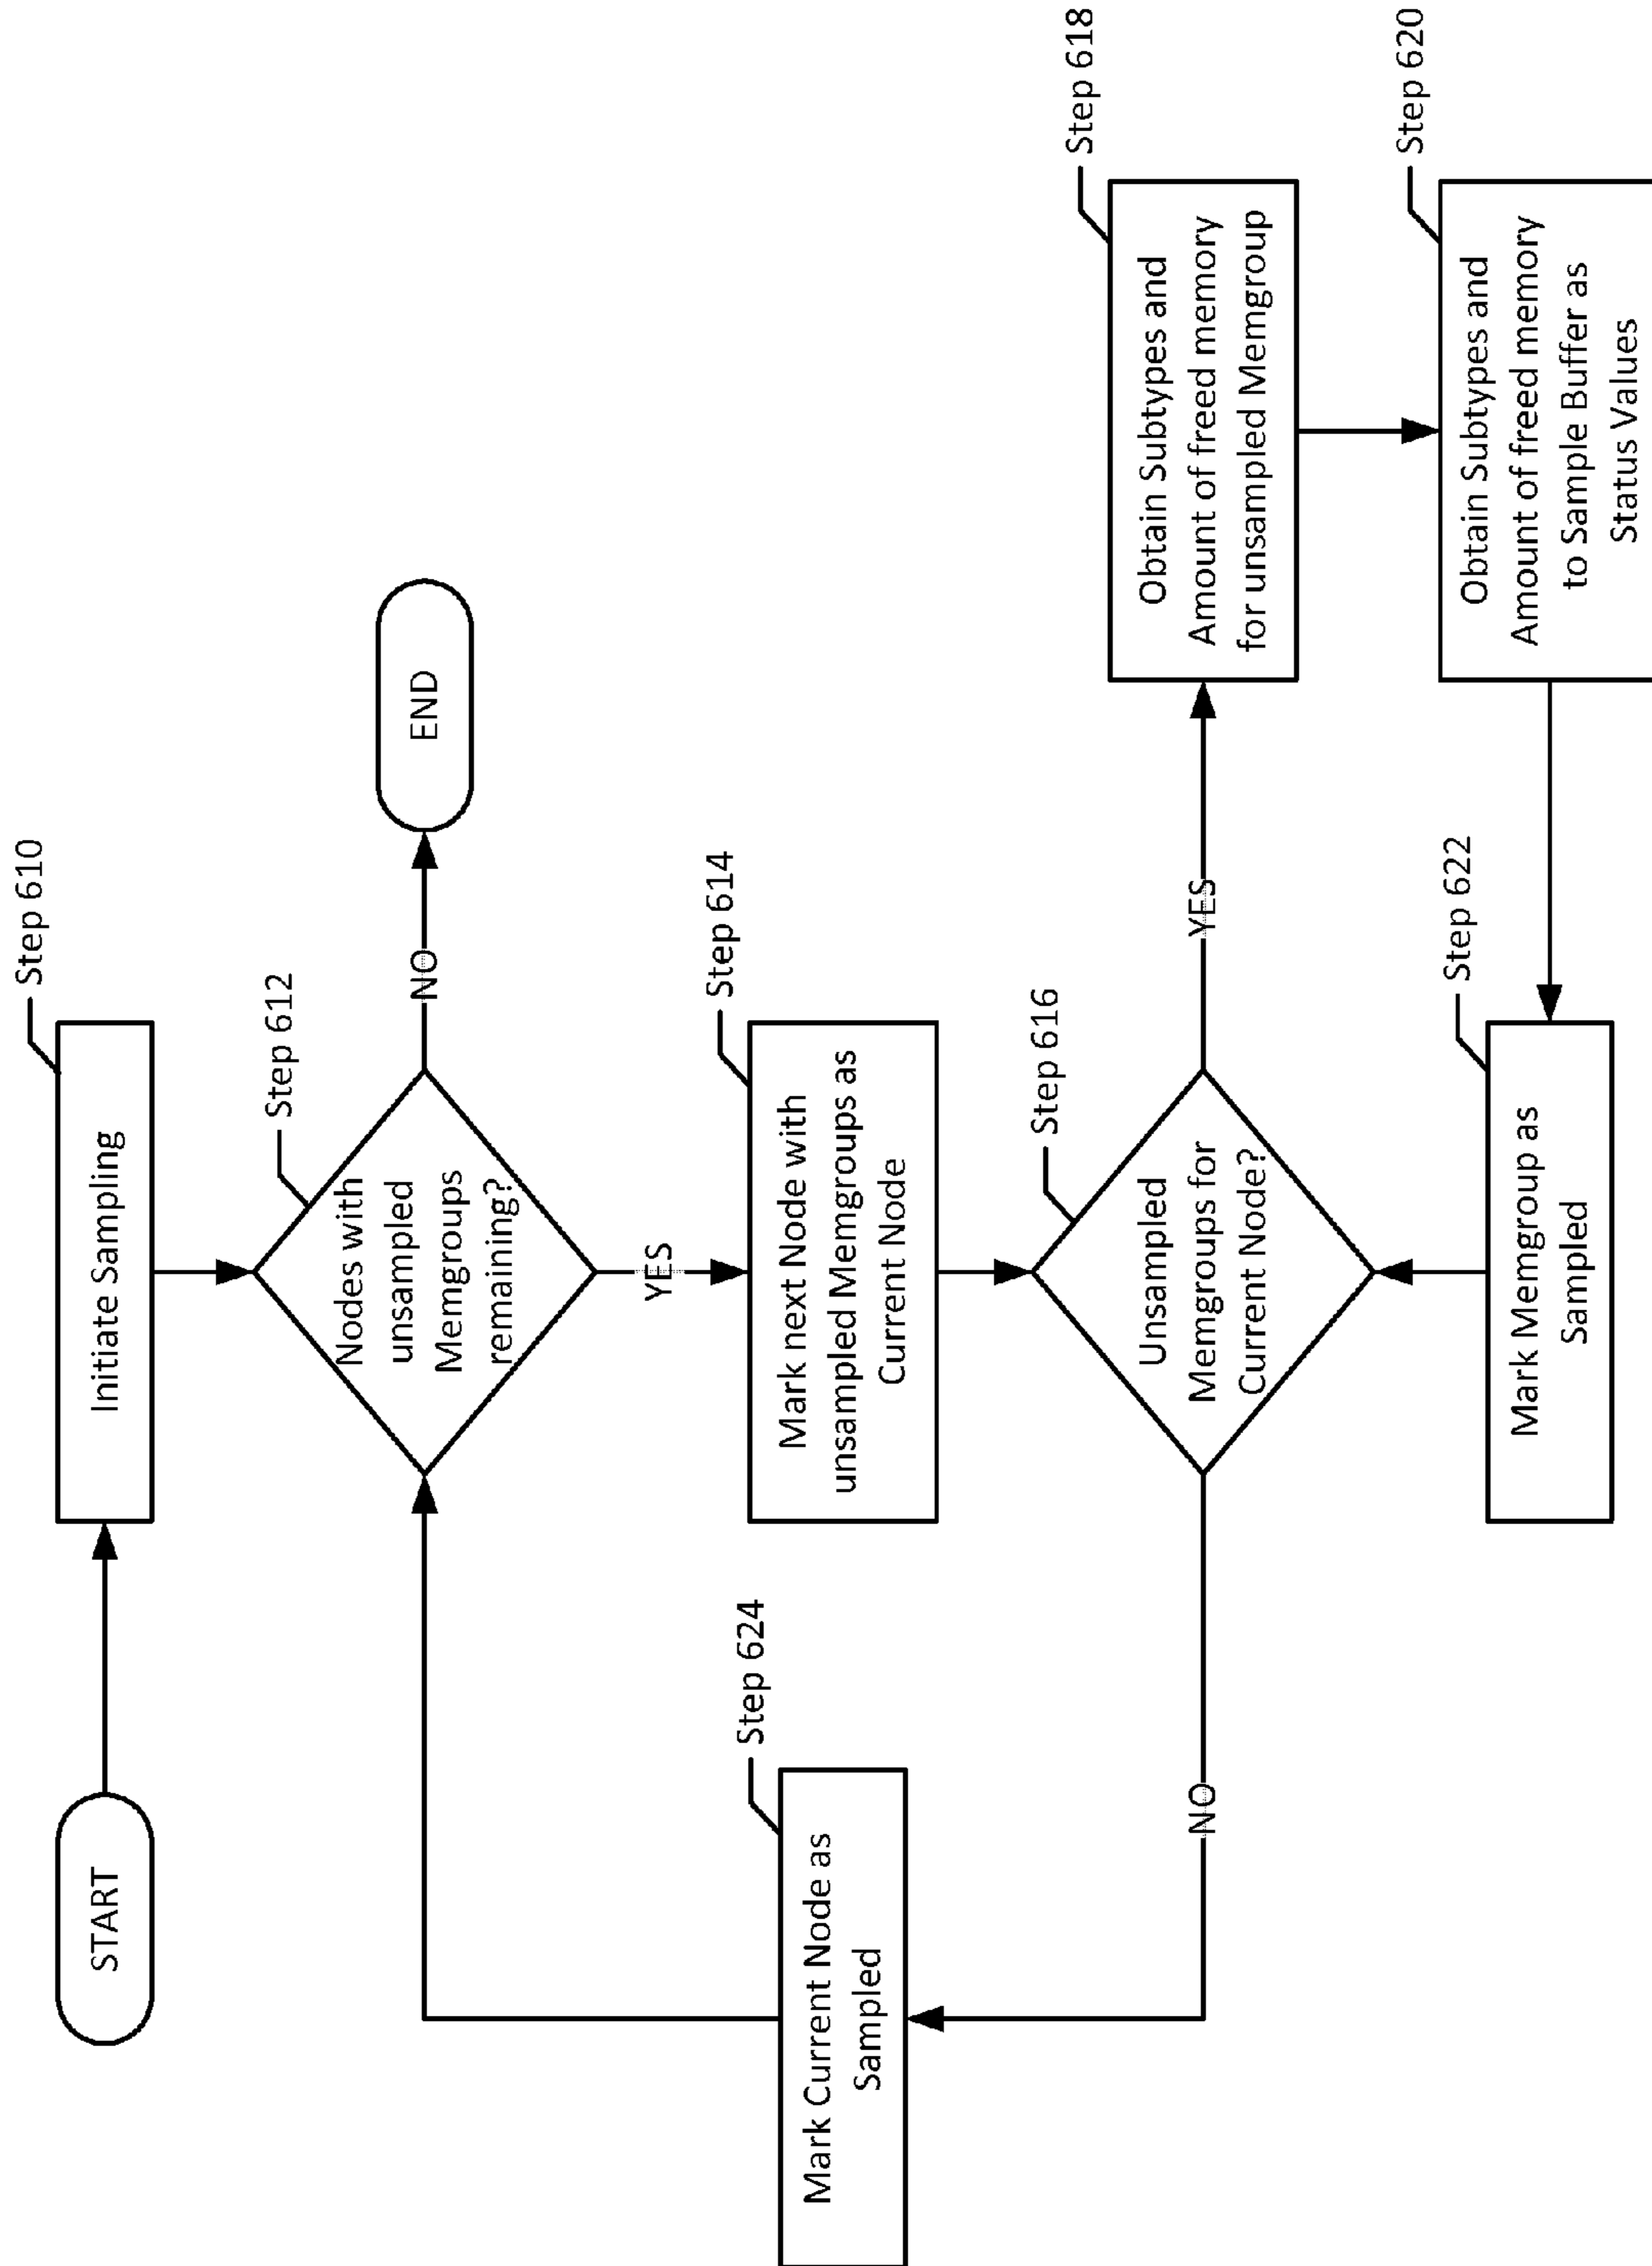 START
Step 610
Initiate Sampling
Step 612
Nodes with
unsampled
Memgroups
remaining?
NO
END
YES
Step 614
Mark next Node with
unsampled Memgroups as
Current Node
Step 624
Mark Current Node as
Sampled
Step 616
Unsampled
Memgroups for
Current Node?
NO
YES
Step 618
Obtain Subtypes and
Amount of freed memory
for unsampled Memgroup
Step 622
Mark Memgroup as
Sampled
Step 620
Obtain Subtypes and
Amount of freed memory
to Sample Buffer as
Status Values